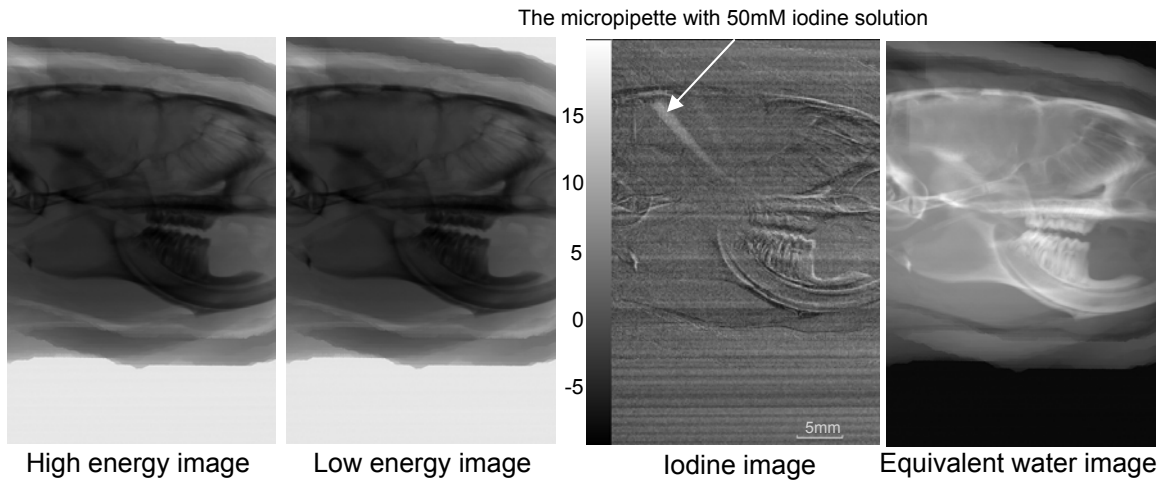 The micropipette with 50mM iodine solution
15
10
5
0
-5
5mm
High energy image
Low energy image
Iodine image
Equivalent water image